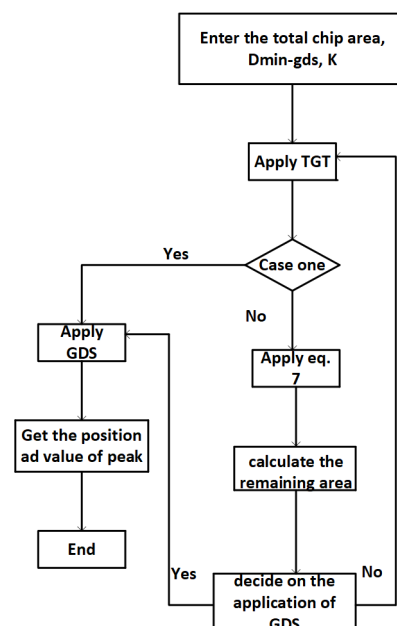 Enter the total chip area,
Dmin-gds, K
Apply TGT
Case one
Yes
No
Apply
GDS
Apply eq.
7
Get the position
ad value of peak
calculate the
remaining area
End
Yes
decide on the
application of
GDS
No